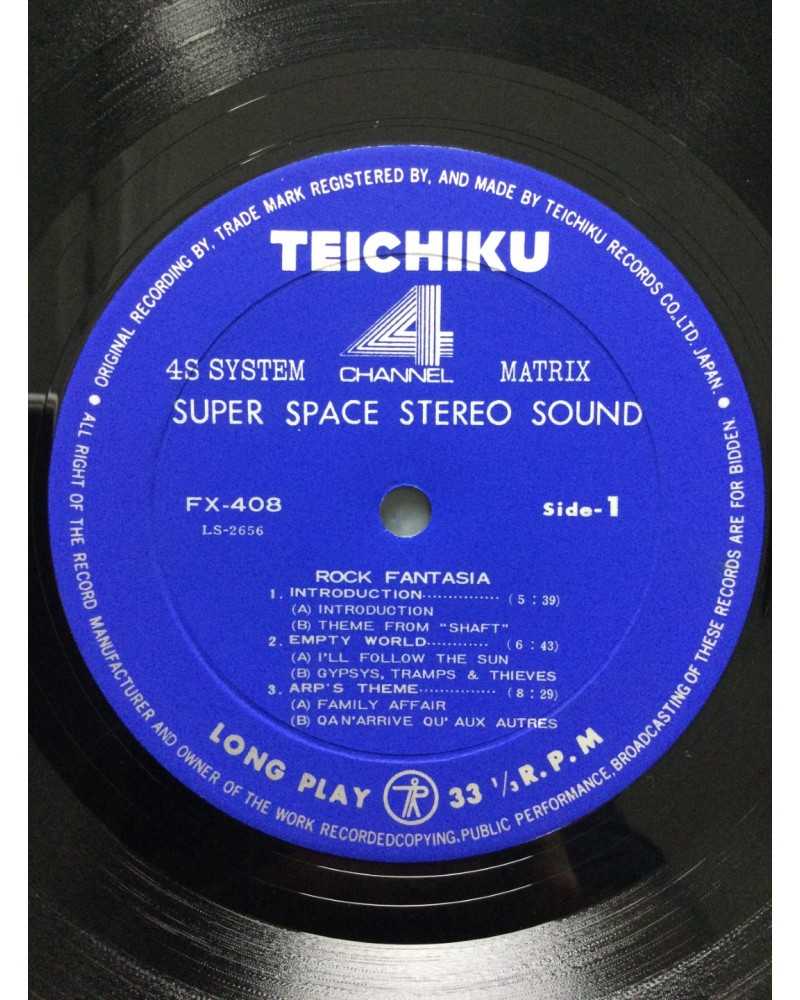 ORIGINAL RECORDING BY, TRADE MARK REGISTERED BY, AND MADE BY TEICHIKU RECORDS CO., LTD, JAPAN.
TEICHIKU
4
4S SYSTEM CHANNEL MATRIX
SUPER SPACE STEREO SOUND
FX-408 Side-1
LS-2656
ROCK FANTASIA
1. INTRODUCTION............... (5 : 39)
(A) INTRODUCTION
(B) THEME FROM "SHAFT"
2. EMPTY WORLD............ (6 : 43)
(A) I'LL FOLLOW THE SUN
(B) GYPSYS, TRAMPS & THIEVES
3. ARP'S THEME............... (8 : 29)
(A) FAMILY AFFAIR
(B) QA N'ARRIVE QU' AUX AUTRES
LONG PLAY TR 33 1/3 R.P.M
ALL RIGHT OF THE RECORD MANUFACTURER AND OWNER OF THE WORK RECORDEDCOPYING, PUBLIC PERFORMANCE, BROADCASTING OF THESE RECORDS ARE FOR BIDDEN